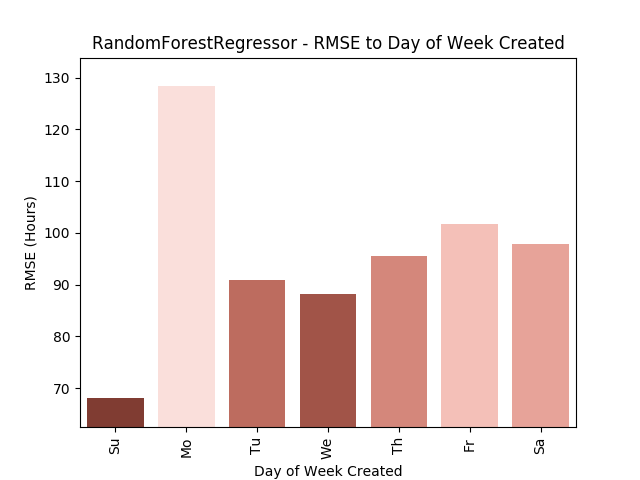 RandomForestRegressor - RMSE to Day of Week Created
130
120
110
100
90
80
70
RMSE (Hours)
Su Mo Tu We Th Fr Sa
Day of Week Created